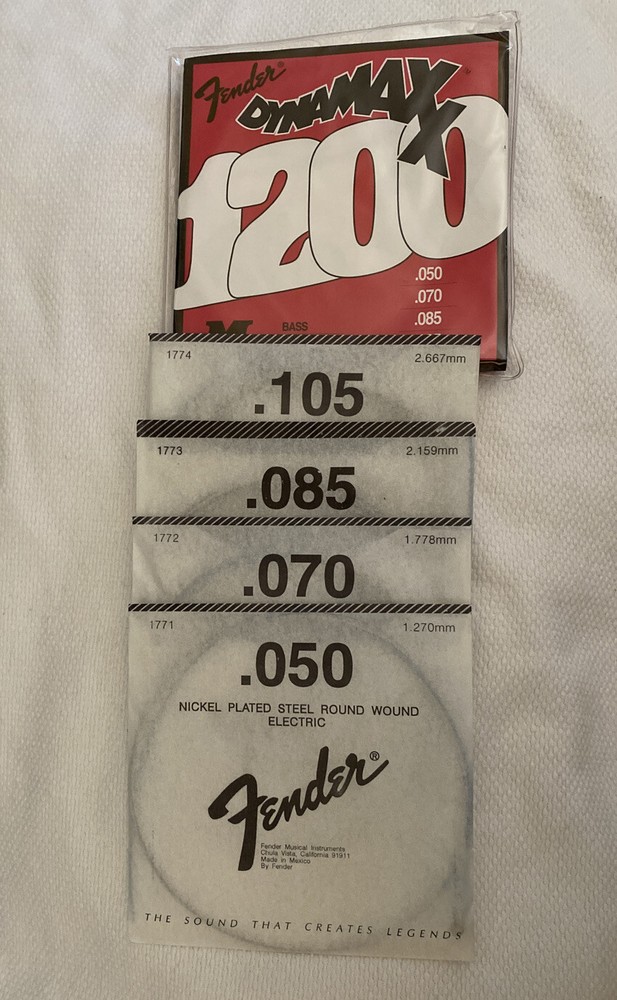 Fender®
DYNAMAXX™
1200
.050
.070
.085
M
BASS
1774
2.667mm
.105
1773
2.159mm
.085
1772
1.778mm
.070
1771
1.270mm
.050
NICKEL PLATED STEEL ROUND WOUND
ELECTRIC
Fender®
Fender Musical Instruments
Chula Vista, California 91911
Made in Mexico
By Fender
THE SOUND THAT CREATES LEGENDS